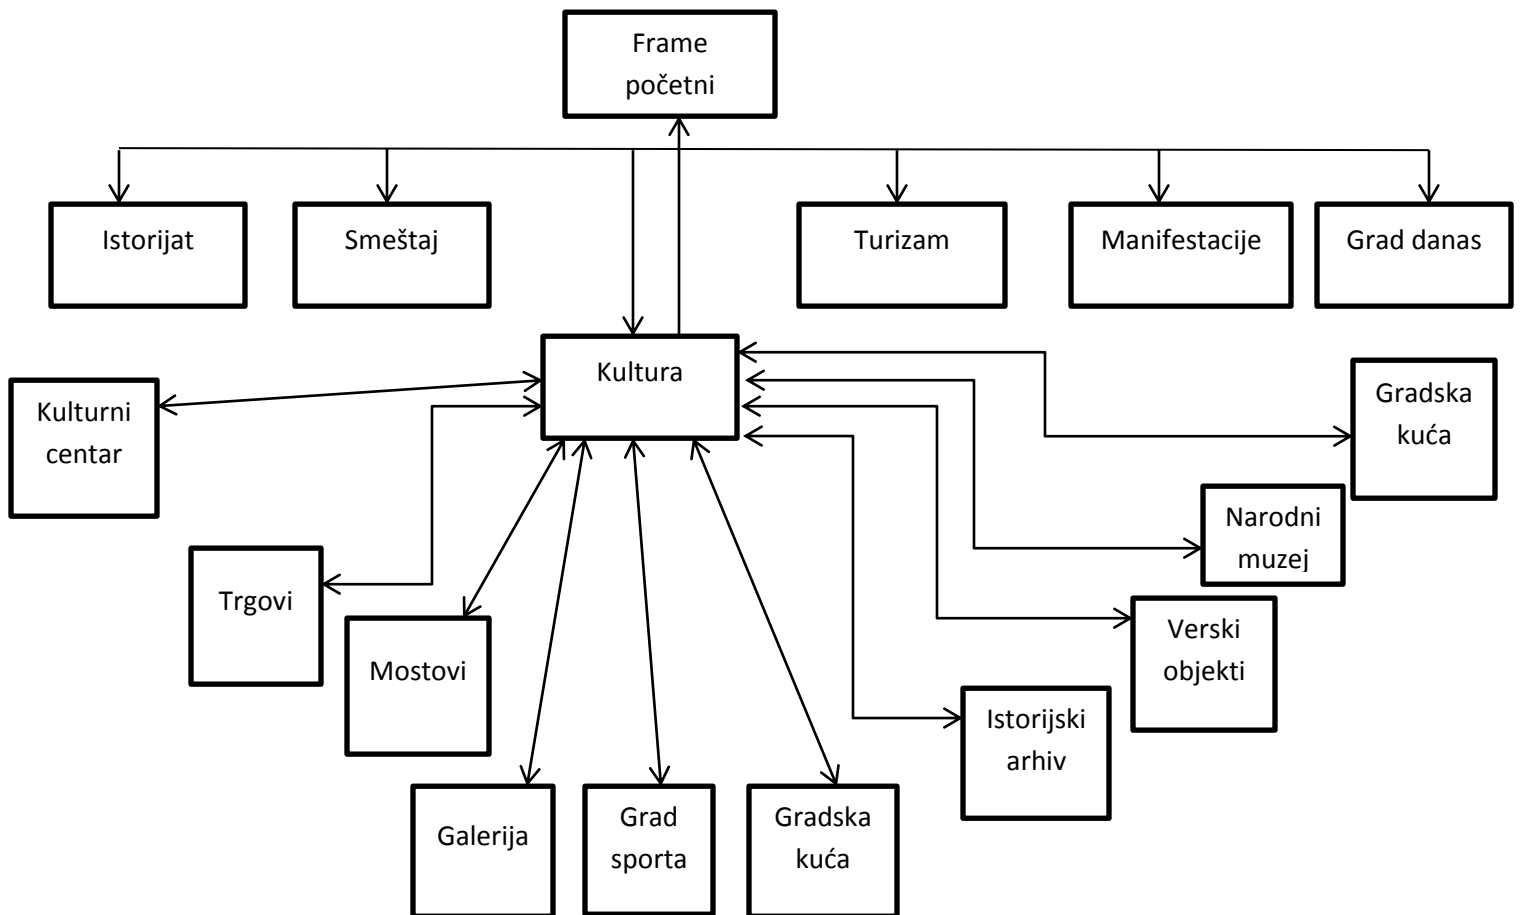 Frame
početni
Istorijat
Smeštaj
Turizam
Manifestacije
Grad danas
Kultura
Kulturni
centar
Gradska
kuća
Narodni
muzej
Trgovi
Verski
objekti
Mostovi
Istorijski
arhiv
Galerija
Grad
sporta
Gradska
kuća